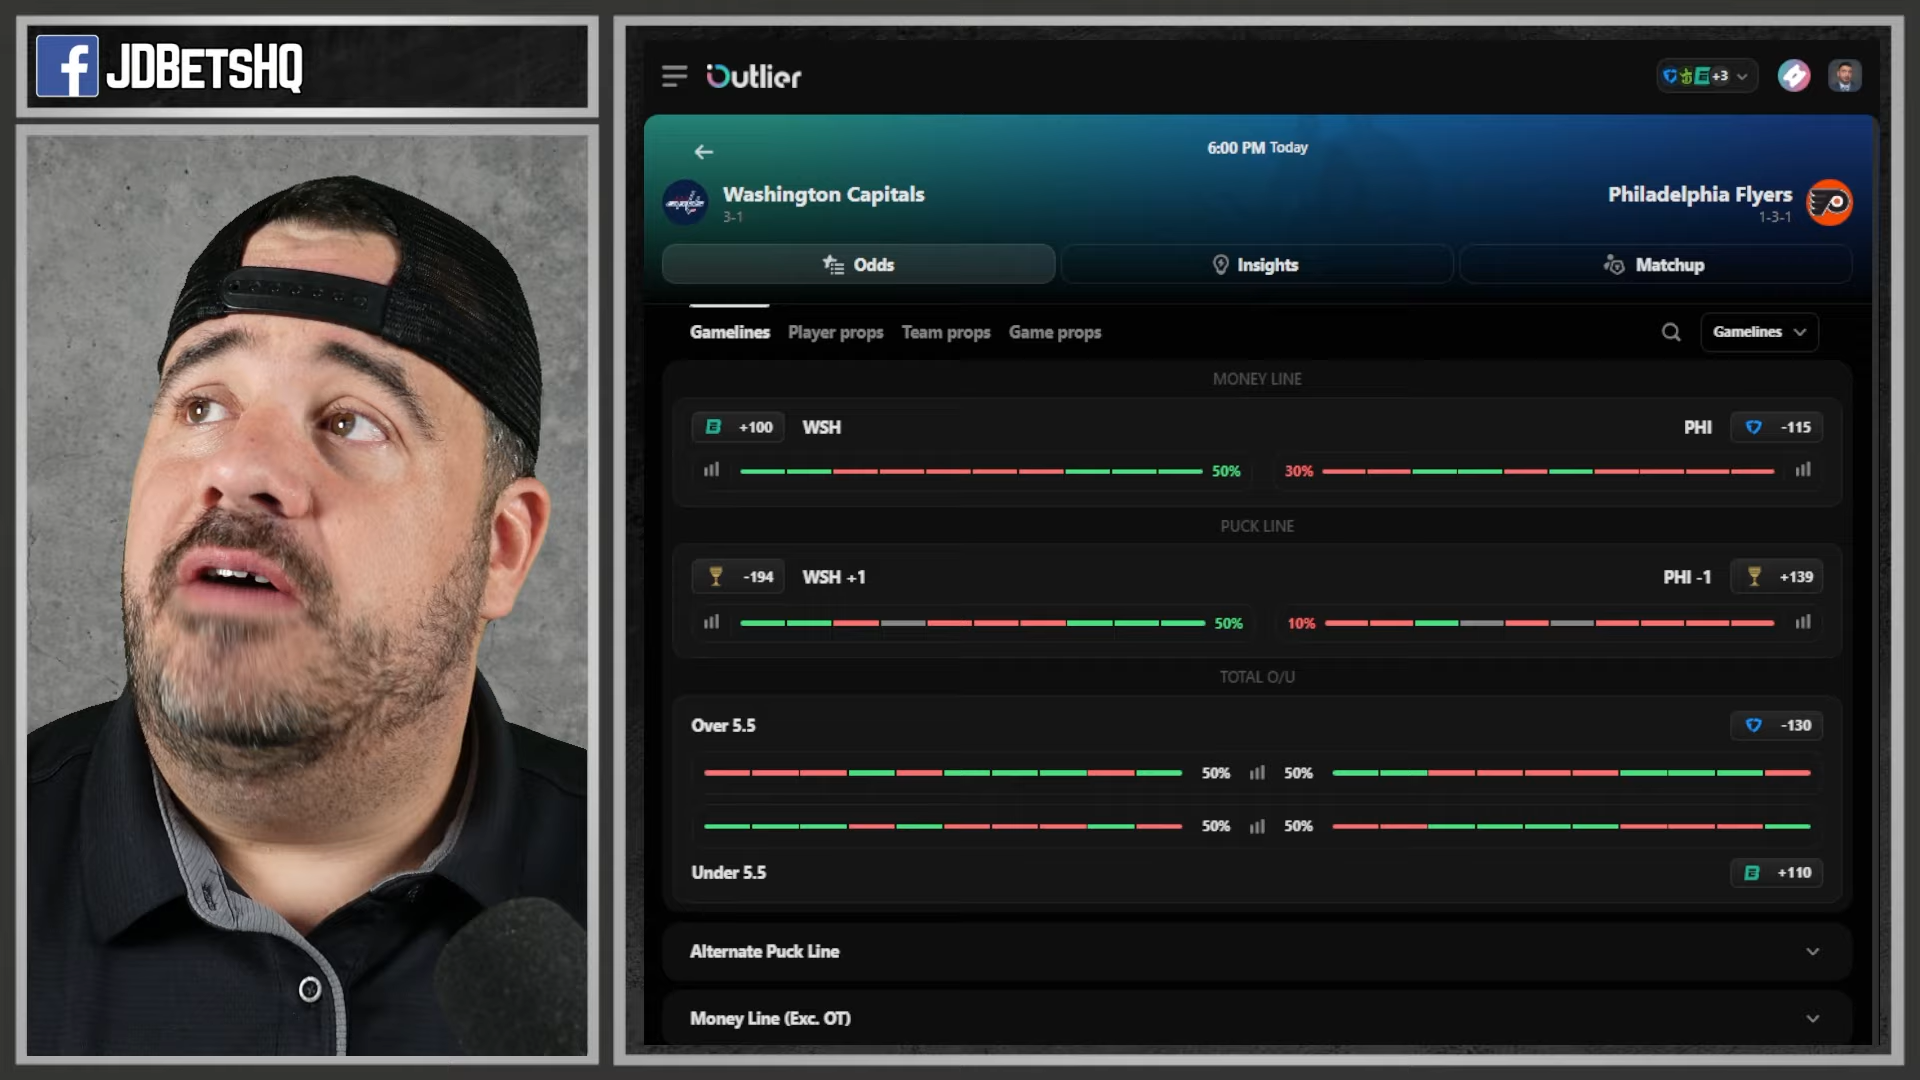 JDBETSHQ
Outlier
+3
6:00 PM Today
Washington Capitals
3-1
Philadelphia Flyers
1-3-1
Odds
Insights
Matchup
Gamelines Player props Team props Game props
Gamelines
MONEY LINE
+100 WSH
PHI -115
50% 30%
PUCK LINE
-194 WSH +1
PHI -1 +139
50% 10%
TOTAL O/U
Over 5.5 -130
50% 50%
50% 50%
Under 5.5 +110
Alternate Puck Line
Money Line (Exc. OT)